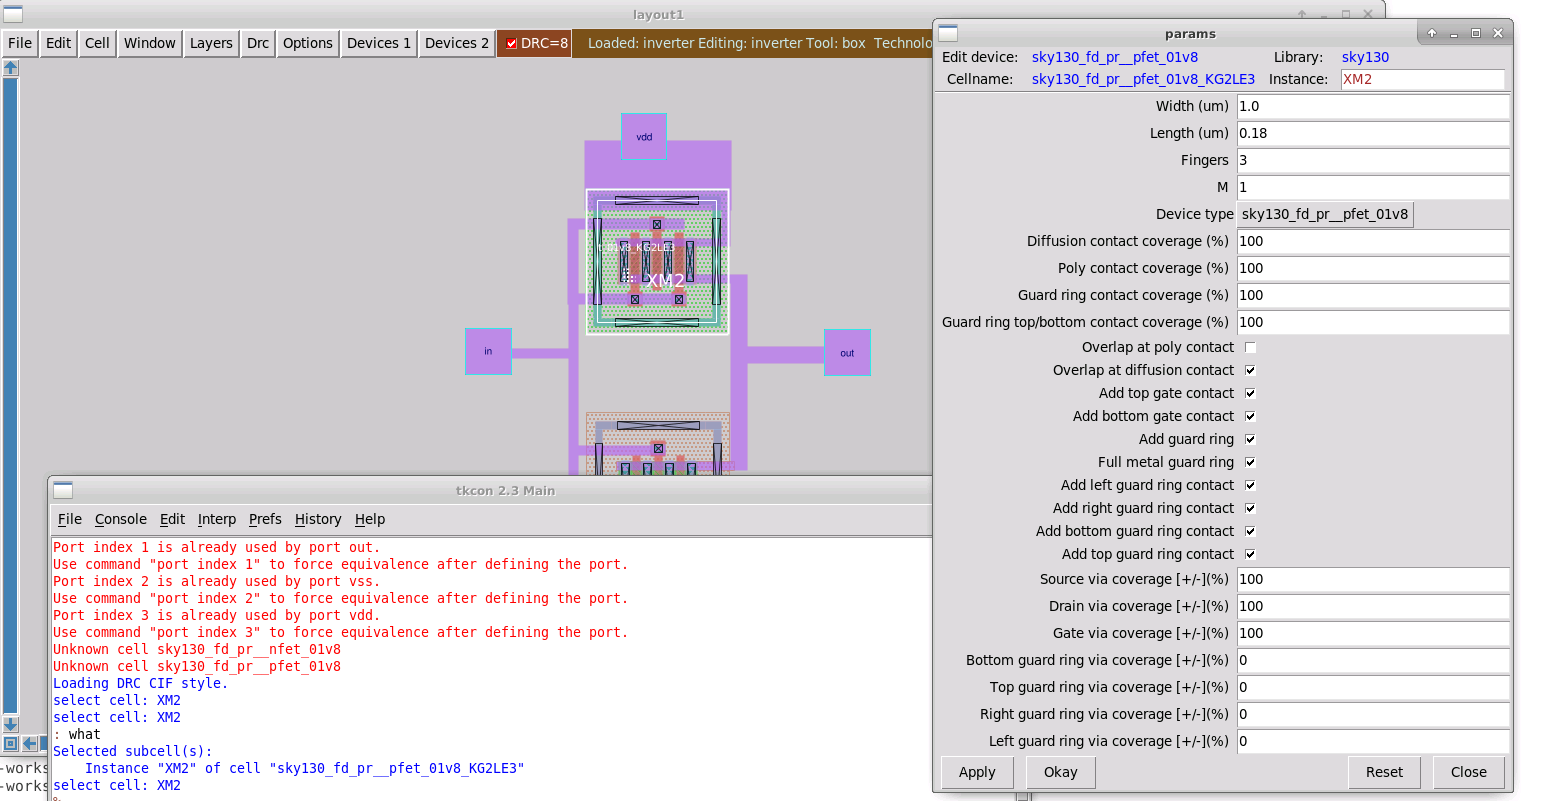 layout1
File Edit Cell Window Layers Drc Options Devices 1 Devices 2 DRC=8 Loaded: inverter Editing: inverter Tool: box Technolo
vdd
01v8_KG2LE3
XM2
in
out
-works
-works
tkcon 2.3 Main
File Console Edit Interp Prefs History Help
Port index 1 is already used by port out.
Use command "port index 1" to force equivalence after defining the port.
Port index 2 is already used by port vss.
Use command "port index 2" to force equivalence after defining the port.
Port index 3 is already used by port vdd.
Use command "port index 3" to force equivalence after defining the port.
Unknown cell sky130_fd_pr__nfet_01v8
Unknown cell sky130_fd_pr__pfet_01v8
Loading DRC CIF style.
select cell: XM2
select cell: XM2
: what
Selected subcell(s):
Instance "XM2" of cell "sky130_fd_pr__pfet_01v8_KG2LE3"
select cell: XM2
params
Edit device: sky130_fd_pr__pfet_01v8 Library: sky130
Cellname: sky130_fd_pr__pfet_01v8_KG2LE3 Instance: XM2
Width (um) 1.0
Length (um) 0.18
Fingers 3
M 1
Device type sky130_fd_pr__pfet_01v8
Diffusion contact coverage (%) 100
Poly contact coverage (%) 100
Guard ring contact coverage (%) 100
Guard ring top/bottom contact coverage (%) 100
Overlap at poly contact
Overlap at diffusion contact
Add top gate contact
Add bottom gate contact
Add guard ring
Full metal guard ring
Add left guard ring contact
Add right guard ring contact
Add bottom guard ring contact
Add top guard ring contact
Source via coverage [+/-](%) 100
Drain via coverage [+/-](%) 100
Gate via coverage [+/-](%) 100
Bottom guard ring via coverage [+/-](%) 0
Top guard ring via coverage [+/-](%) 0
Right guard ring via coverage [+/-](%) 0
Left guard ring via coverage [+/-](%) 0
Apply Okay Reset Close